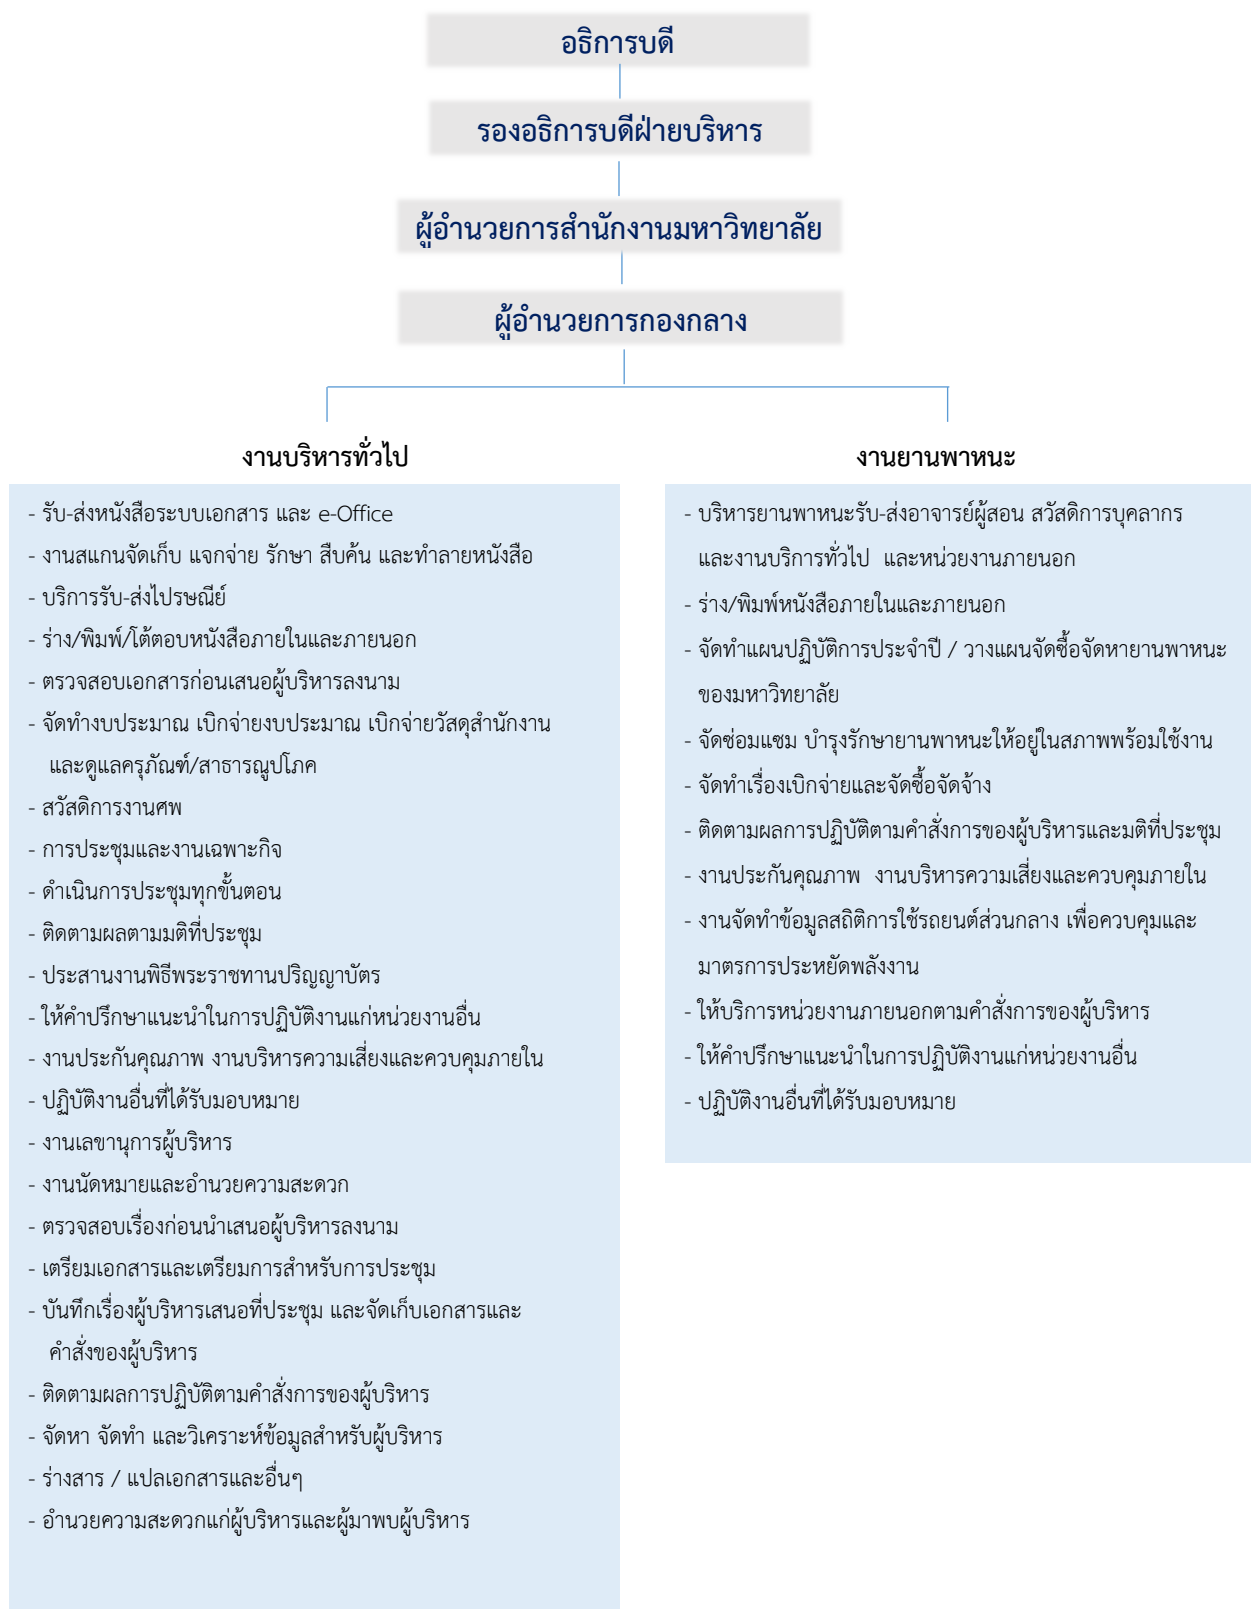 อธิการบดี
รองอธิการบดีฝ่ายบริหาร
ผู้อำนวยการสำนักงานมหาวิทยาลัย
ผู้อำนวยการกองกลาง
งานบริหารทั่วไป
- รับ-ส่งหนังสือระบบเอกสาร และ e-Office
- งานสแกนจัดเก็บ แจกจ่าย รักษา สืบค้น และทำลายหนังสือ
- บริการรับ-ส่งไปรษณีย์
- ร่าง/พิมพ์/โต้ตอบหนังสือภายในและภายนอก
- ตรวจสอบเอกสารก่อนเสนอผู้บริหารลงนาม
- จัดทำงบประมาณ เบิกจ่ายงบประมาณ เบิกจ่ายวัสดุสำนักงาน
และดูแลครุภัณฑ์/สาธารณูปโภค
- สวัสดิการงานศพ
- การประชุมและงานเฉพาะกิจ
- ดำเนินการประชุมทุกขั้นตอน
- ติดตามผลตามมติที่ประชุม
- ประสานงานพิธีพระราชทานปริญญาบัตร
- ให้คำปรึกษาแนะนำในการปฏิบัติงานแก่หน่วยงานอื่น
- งานประกันคุณภาพ งานบริหารความเสี่ยงและควบคุมภายใน
- ปฏิบัติงานอื่นที่ได้รับมอบหมาย
- งานเลขานุการผู้บริหาร
- งานนัดหมายและอำนวยความสะดวก
- ตรวจสอบเรื่องก่อนนำเสนอผู้บริหารลงนาม
- เตรียมเอกสารและเตรียมการสำหรับการประชุม
- บันทึกเรื่องผู้บริหารเสนอที่ประชุม และจัดเก็บเอกสารและ
คำสั่งของผู้บริหาร
- ติดตามผลการปฏิบัติตามคำสั่งการของผู้บริหาร
- จัดหา จัดทำ และวิเคราะห์ข้อมูลสำหรับผู้บริหาร
- ร่างสาร / แปลเอกสารและอื่นๆ
- อำนวยความสะดวกแก่ผู้บริหารและผู้มาพบผู้บริหาร
งานยานพาหนะ
- บริหารยานพาหนะรับ-ส่งอาจารย์ผู้สอน สวัสดิการบุคลากร
และงานบริการทั่วไป และหน่วยงานภายนอก
- ร่าง/พิมพ์หนังสือภายในและภายนอก
- จัดทำแผนปฏิบัติการประจำปี / วางแผนจัดซื้อจัดหายานพาหนะ
ของมหาวิทยาลัย
- จัดซ่อมแซม บำรุงรักษายานพาหนะให้อยู่ในสภาพพร้อมใช้งาน
- จัดทำเรื่องเบิกจ่ายและจัดซื้อจัดจ้าง
- ติดตามผลการปฏิบัติตามคำสั่งการของผู้บริหารและมติที่ประชุม
- งานประกันคุณภาพ งานบริหารความเสี่ยงและควบคุมภายใน
- งานจัดทำข้อมูลสถิติการใช้รถยนต์ส่วนกลาง เพื่อควบคุมและ
มาตรการประหยัดพลังงาน
- ให้บริการหน่วยงานภายนอกตามคำสั่งการของผู้บริหาร
- ให้คำปรึกษาแนะนำในการปฏิบัติงานแก่หน่วยงานอื่น
- ปฏิบัติงานอื่นที่ได้รับมอบหมาย